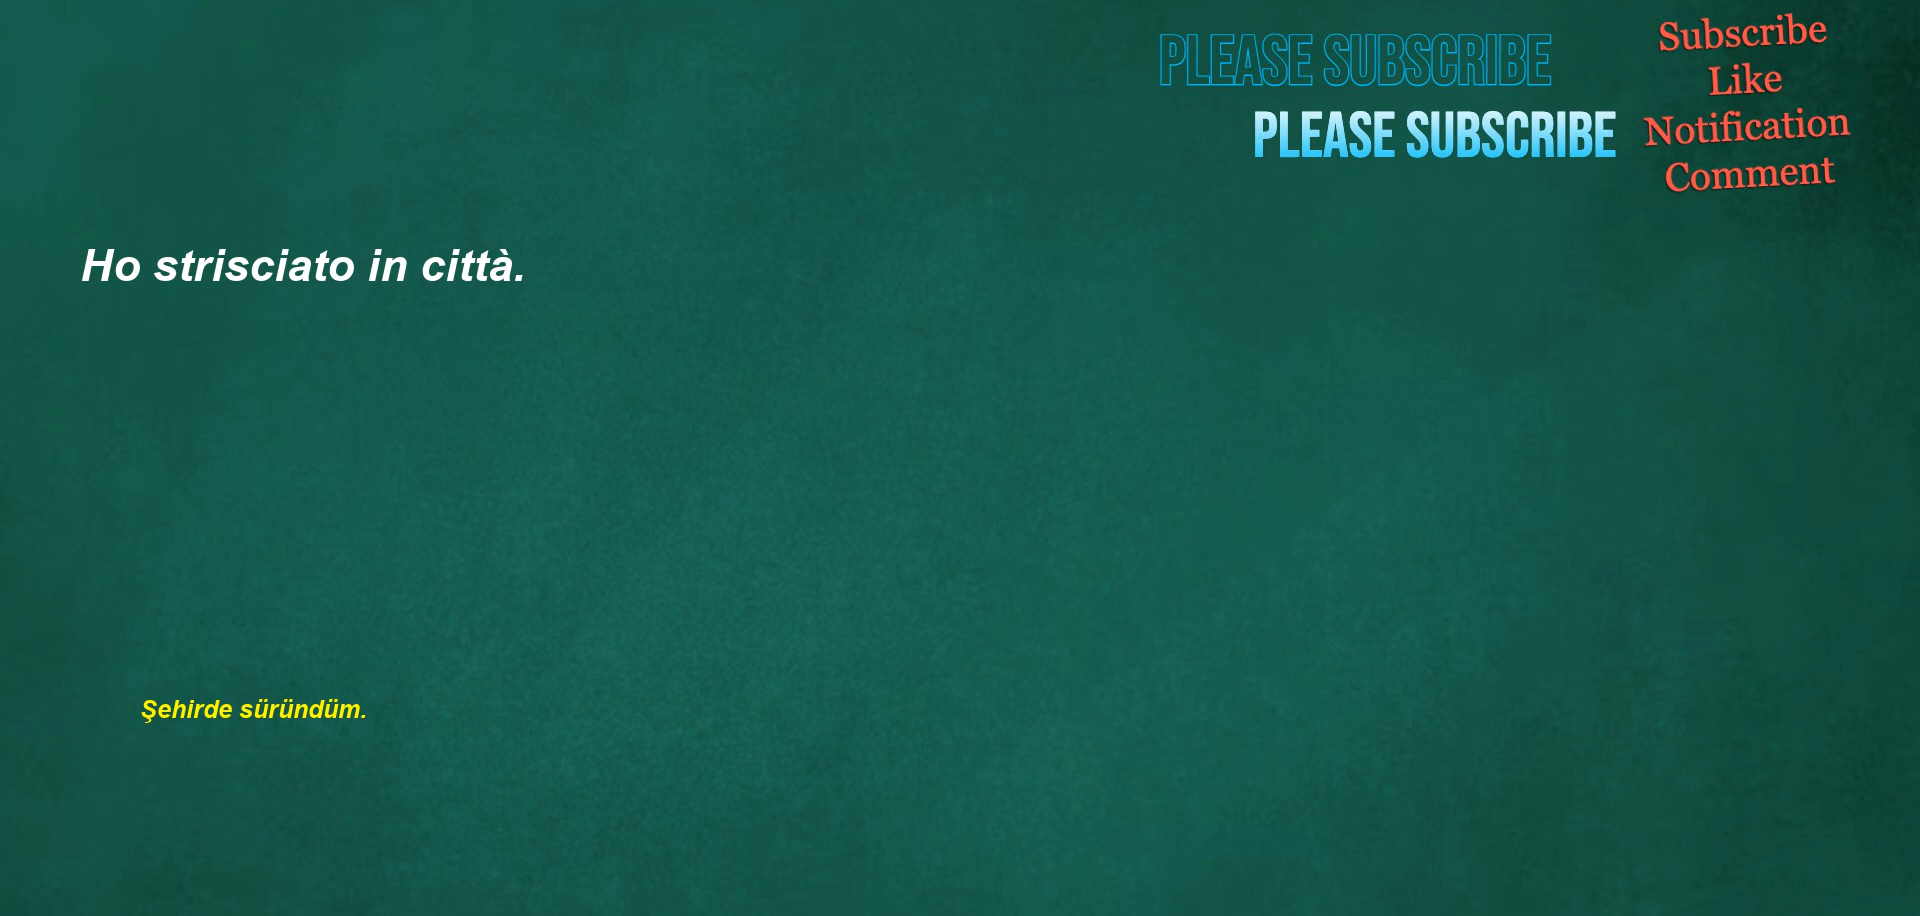 PLEASE SUBSCRIBE
PLEASE SUBSCRIBE
Subscribe
Like
Notification
Comment
Ho strisciato in città.
Şehirde süründüm.